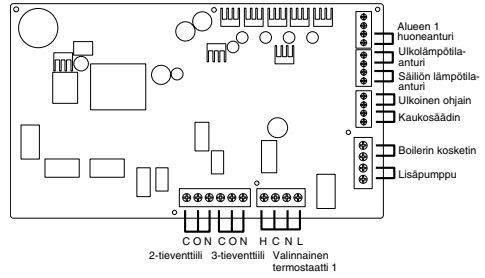 Alueen 1
huoneanturi
Ulkolämpötila-
anturi
Säiliön lämpötila-
anturi
Ulkoinen ohjain
Kaukosäädin
Boilerin kosketin
Lisäpumppu
C O N C O N H C N L
2-tieventtiili 3-tieventtiili Valinnainen
termostaatti 1